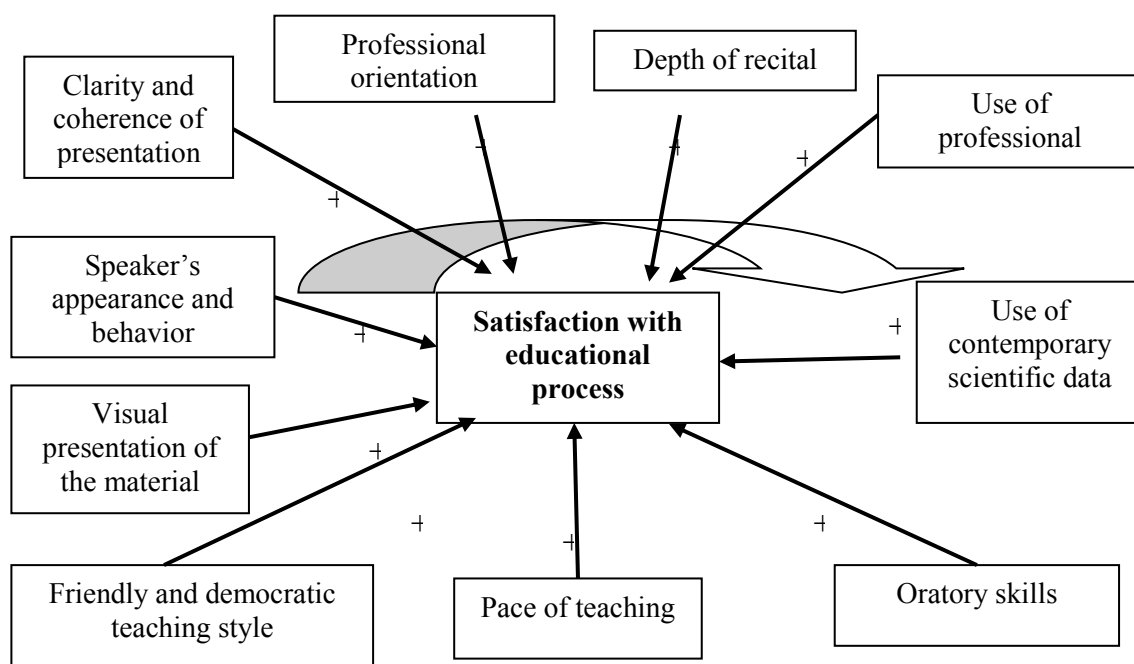 Professional
orientation
Depth of recital
Clarity and
coherence of
presentation
Use of
professional
Speaker's
appearance and
behavior
Satisfaction with
educational
process
Use of
contemporary
scientific data
Visual
presentation of
the material
Friendly and democratic
teaching style
Pace of teaching
Oratory skills